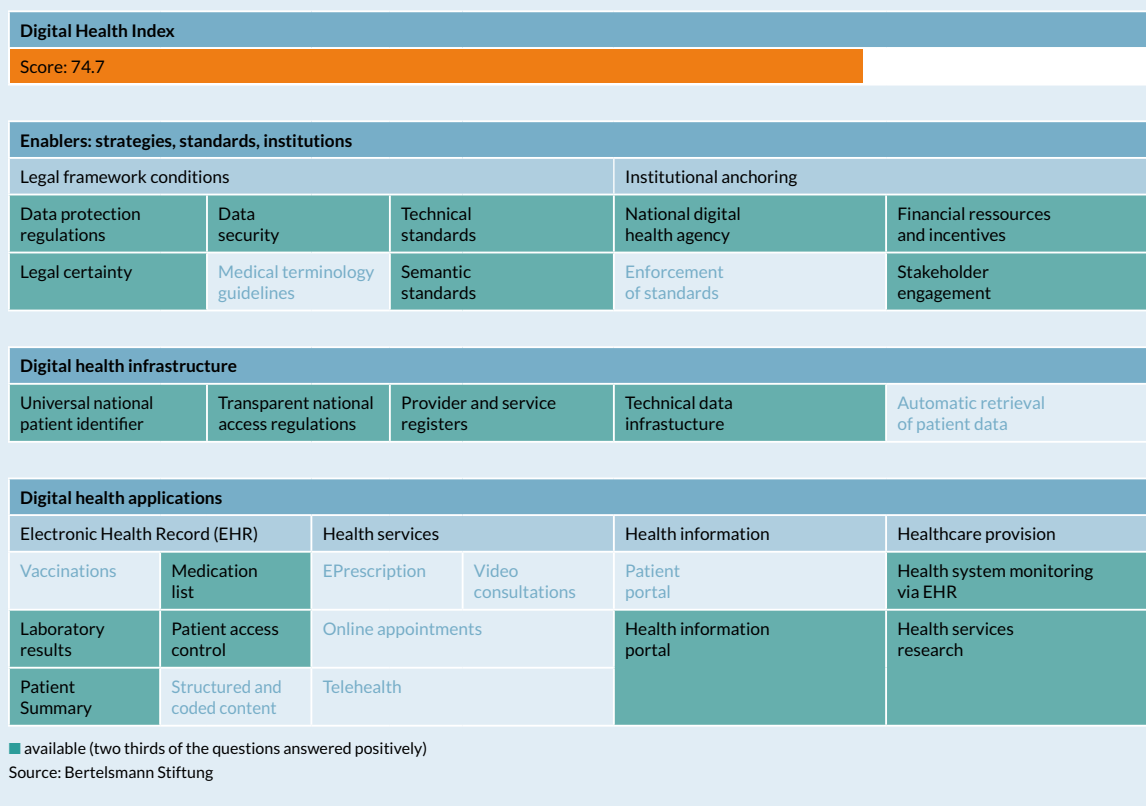 Digital Health Index
Score: 74.7
Enablers: strategies, standards, institutions
Legal framework conditions
Institutional anchoring
Data protection
regulations
Data
security
Technical
standards
National digital
health agency
Financial ressources
and incentives
Legal certainty
Medical terminology
guidelines
Semantic
standards
Enforcement
of standards
Stakeholder
engagement
Digital health infrastructure
Universal national
patient identifier
Transparent national
access regulations
Provider and service
registers
Technical data
infrastucture
Automatic retrieval
of patient data
Digital health applications
Electronic Health Record (EHR)
Health services
Health information
Healthcare provision
Vaccinations
Medication
list
EPrescription
Video
consultations
Patient
portal
Health system monitoring
via EHR
Laboratory
results
Patient access
control
Online appointments
Health information
portal
Health services
research
Patient
Summary
Structured and
coded content
Telehealth
available (two thirds of the questions answered positively)
Source: Bertelsmann Stiftung